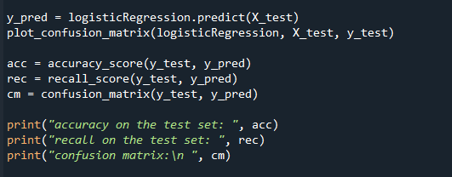 y_pred = logisticRegression.predict(X_test)
plot_confusion_matrix(logisticRegression, X_test, y_test)
acc = accuracy_score(y_test, y_pred)
rec = recall_score(y_test, y_pred)
cm = confusion_matrix(y_test, y_pred)
print("accuracy on the test set: ", acc)
print("recall on the test set: ", rec)
print("confusion matrix:\n ", cm)